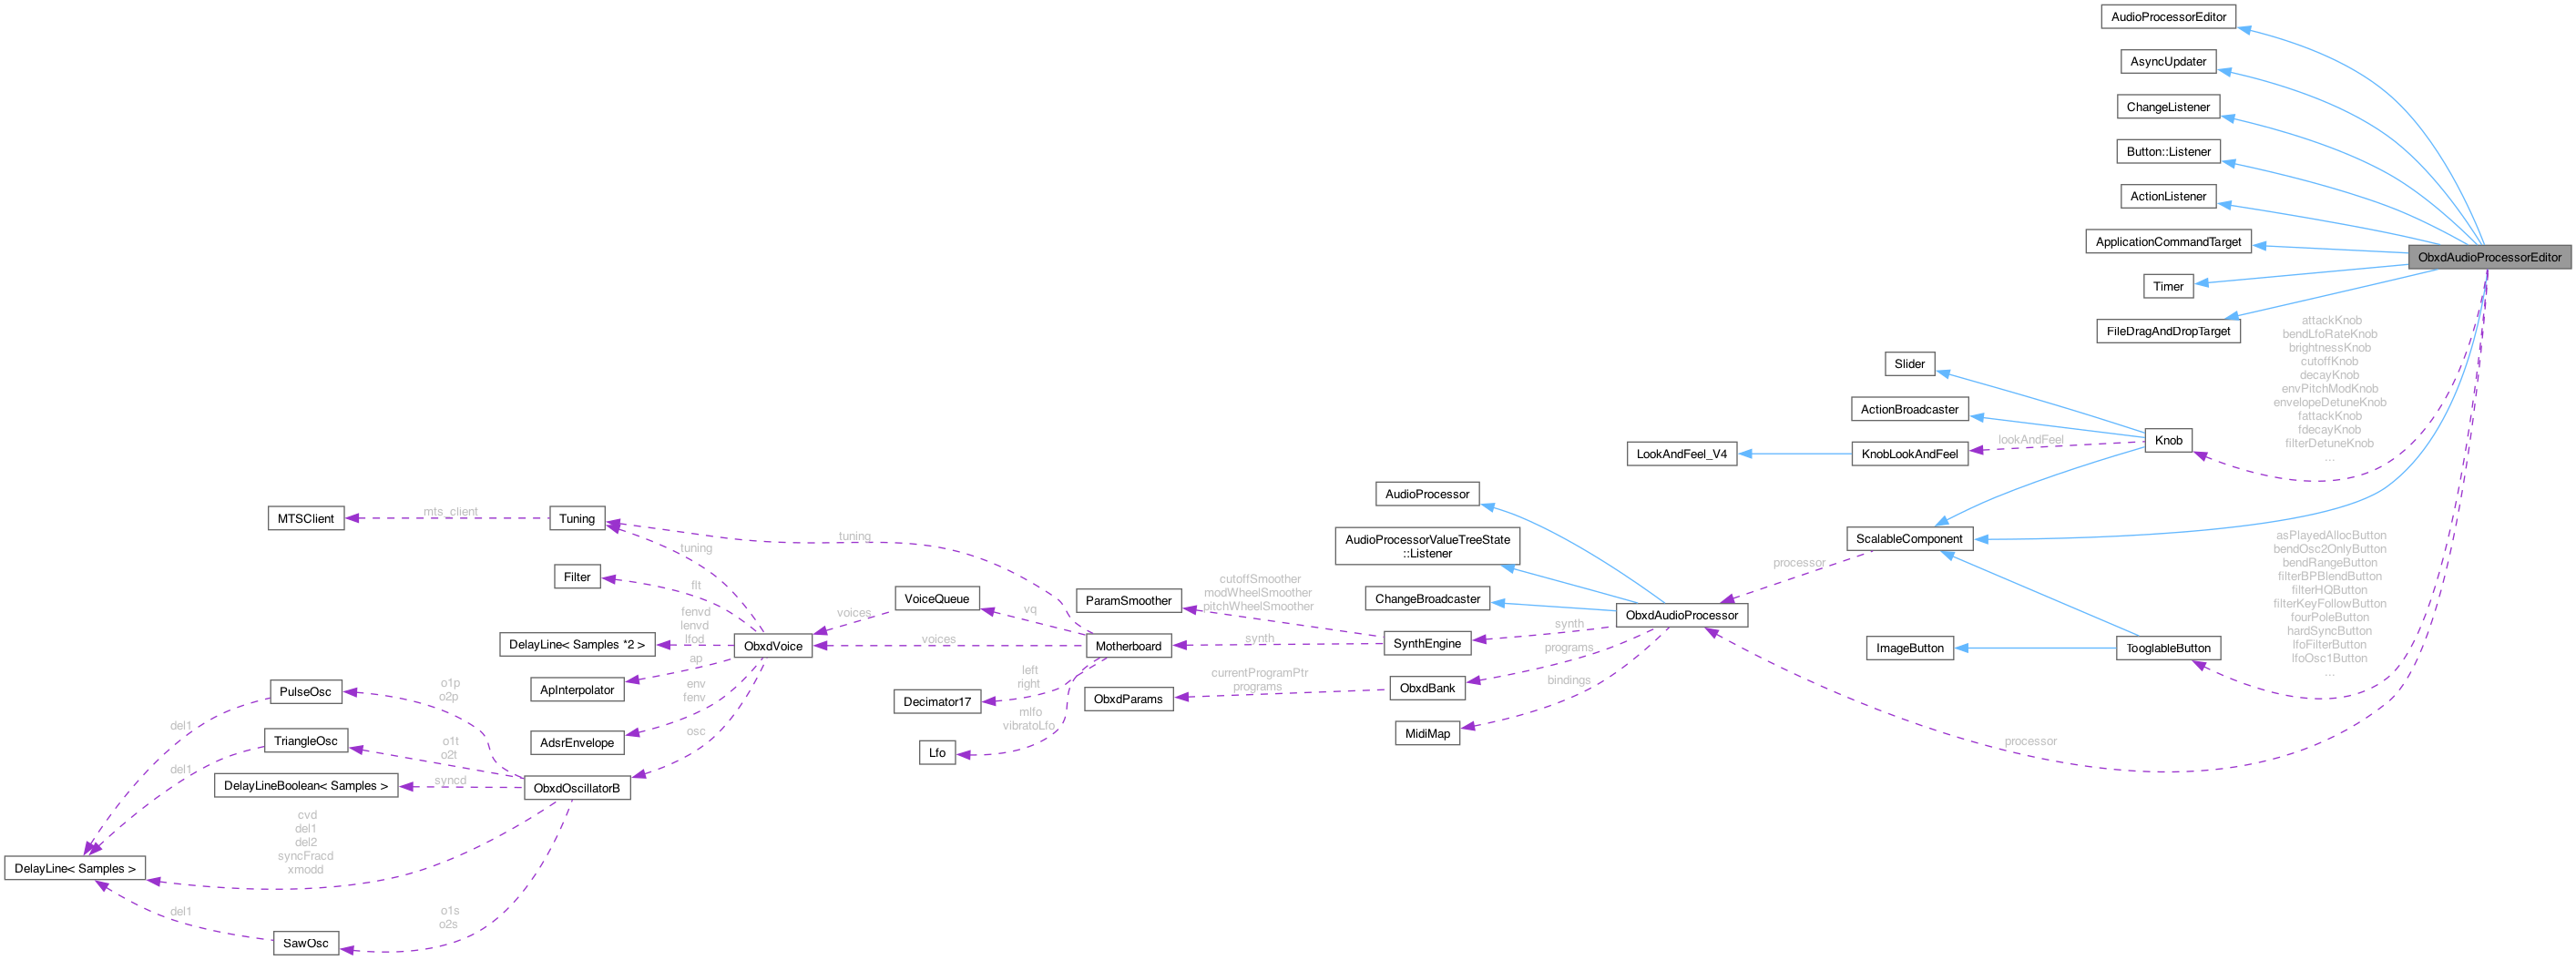 AudioProcessorEditor
AsyncUpdater
ChangeListener
Button::Listener
ActionListener
ApplicationCommandTarget
ObxdAudioProcessorEditor
Timer
FileDragAndDropTarget
attackKnob
bendLfoRateKnob
brightnessKnob
cutoffKnob
decayKnob
envPitchModKnob
envelopeDetuneKnob
fattackKnob
fdecayKnob
filterDetuneKnob
...
Slider
ActionBroadcaster
Knob
lookAndFeel
LookAndFeel_V4
KnobLookAndFeel
AudioProcessor
AudioProcessorValueTreeState
::Listener
ChangeBroadcaster
ScalableComponent
processor
asPlayedAllocButton
bendOsc2OnlyButton
bendRangeButton
filterBPBlendButton
filterHQButton
filterKeyFollowButton
fourPoleButton
hardSyncButton
lfoFilterButton
lfoOsc1Button
...
ImageButton
TooglableButton
processor
ObxdAudioProcessor
synth
programs
bindings
cutoffSmoother
modWheelSmoother
pitchWheelSmoother
ParamSmoother
SynthEngine
synth
currentProgramPtr
programs
ObxdParams
ObxdBank
MidiMap
MTSClient
mts_client
Tuning
tuning
tuning
Filter
flt
VoiceQueue
vq
voices
voices
Motherboard
fenvd
lenvd
lfod
DelayLine< Samples *2 >
ObxdVoice
ap
ApInterpolator
env
fenv
AdsrEnvelope
osc
left
right
Decimator17
mlfo
vibratoLfo
Lfo
PulseOsc
o1p
o2p
del1
TriangleOsc
o1t
o2t
del1
DelayLineBoolean< Samples >
syncd
ObxdOscillatorB
cvd
del1
del2
syncFracd
xmodd
DelayLine< Samples >
del1
o1s
o2s
SawOsc